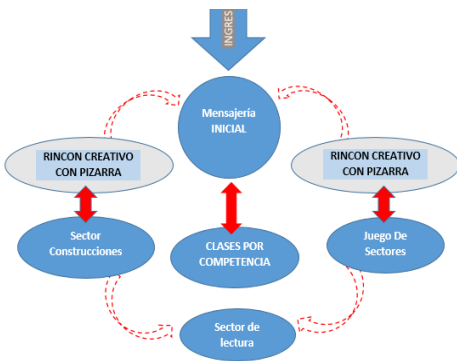 INGRES
Mensajería
INICIAL
RINCON CREATIVO
CON PIZARRA
RINCON CREATIVO
CON PIZARRA
Sector
Construcciones
CLASES POR
COMPETENCIA
Juego De
Sectores
Sector de
lectura